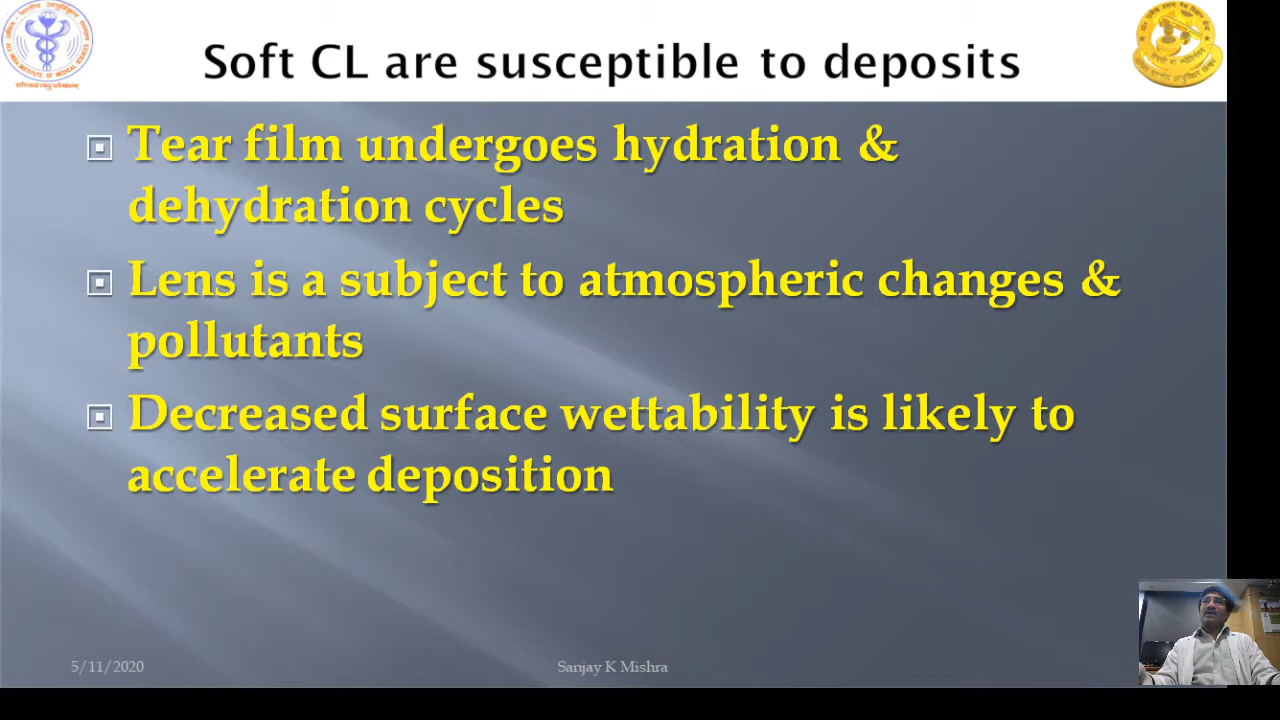 Soft CL are susceptible to deposits
Tear film undergoes hydration &
dehydration cycles
Lens is a subject to atmospheric changes &
pollutants
Decreased surface wettability is likely to
accelerate deposition
5/11/2020
Sanjay K Mishra